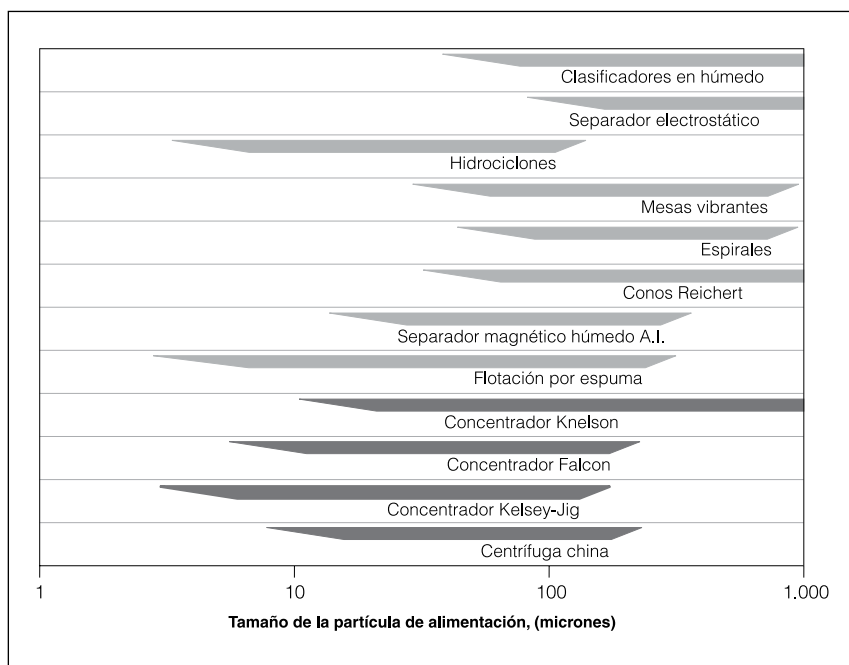 Clasificadores en húmedo
Separador electrostático
Hidrociclones
Mesas vibrantes
Espirales
Conos Reichert
Separador magnético húmedo A.I.
Flotación por espuma
Concentrador Knelson
Concentrador Falcon
Concentrador Kelsey-Jig
Centrífuga china
1 10 100 1.000
Tamaño de la partícula de alimentación, (micrones)